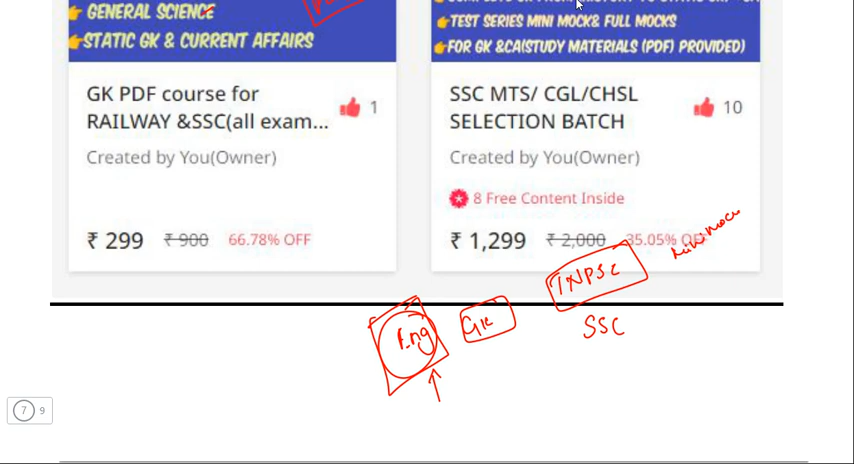 GENERAL SCIENCE
STATIC GK & CURRENT AFFAIRS
TEST SERIES MINI MOCK& FULL MOCKS
FOR GK &CA(STUDY MATERIALS (PDF) PROVIDED)
GK PDF course for
RAILWAY &SSC(all exam...
1
Created by You(Owner)
₹ 299 ₹ 900 66.78% OFF
SSC MTS/ CGL/CHSL
SELECTION BATCH
10
Created by You(Owner)
8 Free Content Inside
₹ 1,299 ₹ 2,000 35.05% OFF
Mini mock
TNPSC
Eng
GK
SSC
7 9